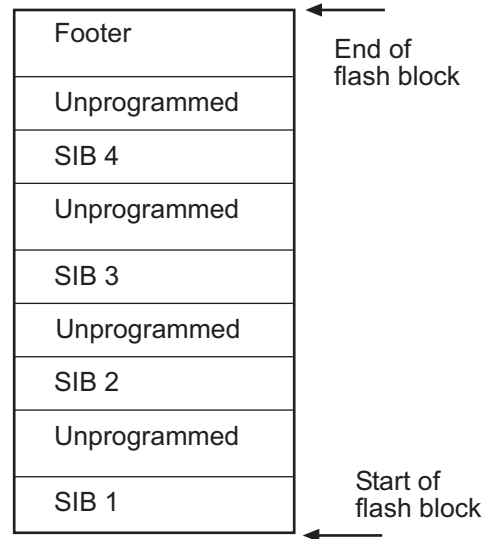 Footer
End of
flash block
Unprogrammed
SIB 4
Unprogrammed
SIB 3
Unprogrammed
SIB 2
Unprogrammed
SIB 1
Start of
flash block